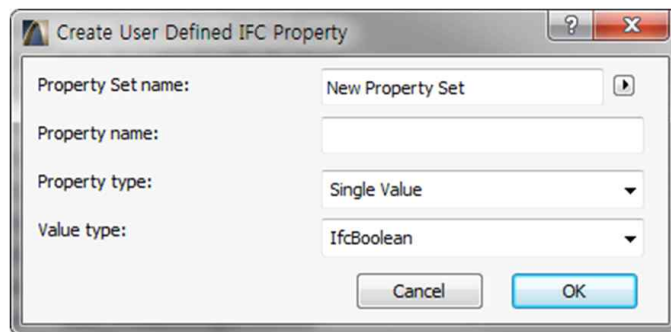 Create User Defined IFC Property
Property Set name: New Property Set
Property name:
Property type: Single Value
Value type: IfcBoolean
Cancel OK